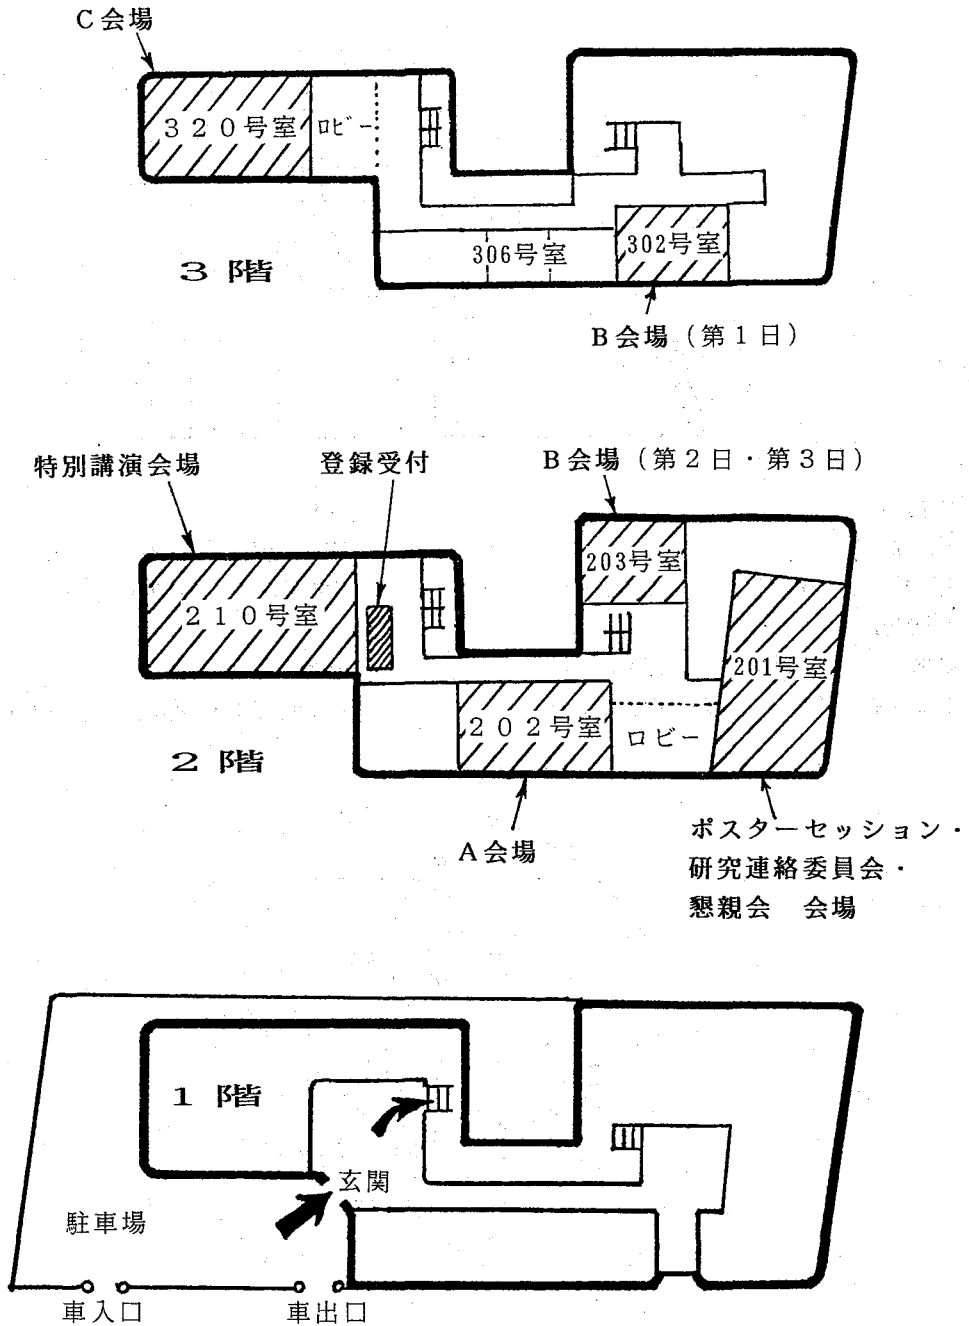 C会場
320号室
ロビー
306号室
302号室
3階
B会場(第1日)
特別講演会場
登録受付
B会場(第2日・第3日)
203号室
210号室
201号室
202号室
ロビー
2階
A会場
ポスターセッション・
研究連絡委員会・
懇親会 会場
1階
玄関
駐車場
車入口
車出口